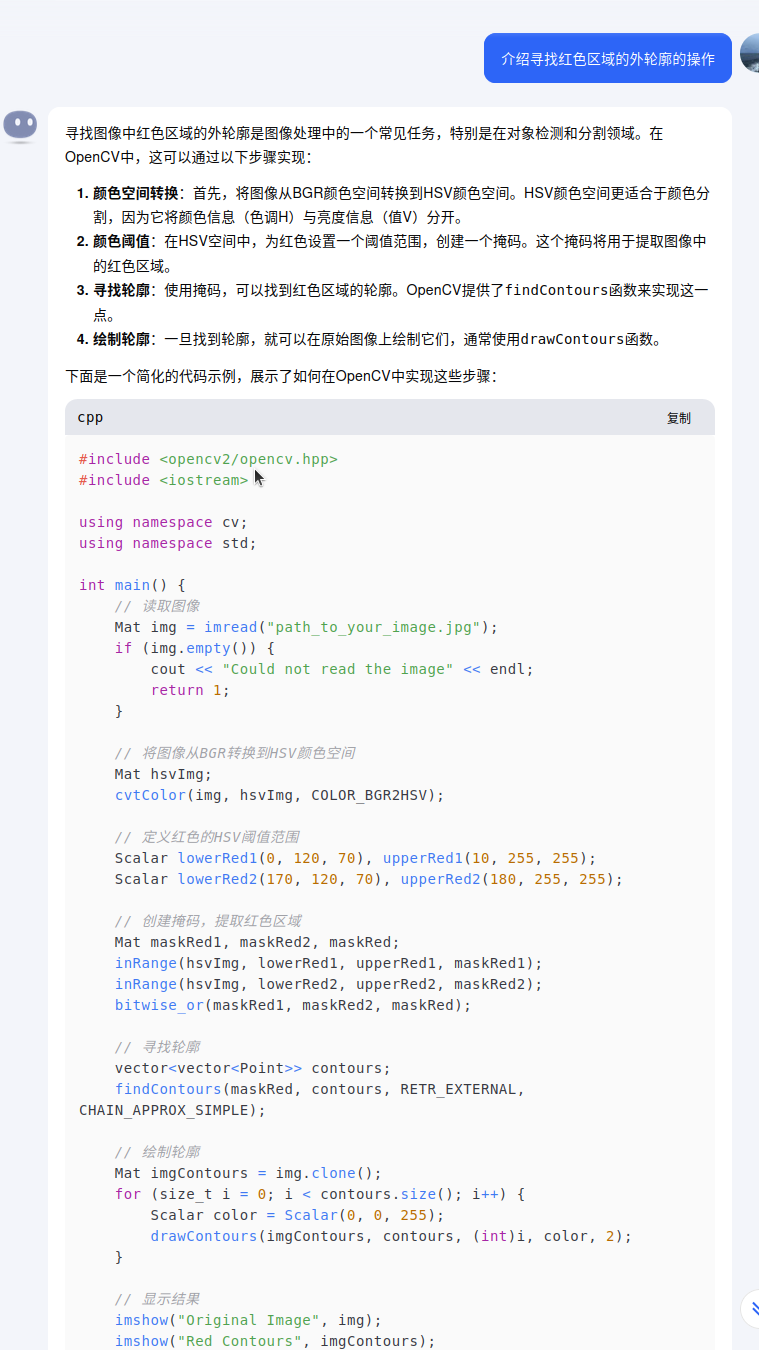 介绍寻找红色区域的外轮廓的操作
寻找图像中红色区域的外轮廓是图像处理中的一个常见任务，特别是在对象检测和分割领域。在
OpenCV中，这可以通过以下步骤实现：
1. 颜色空间转换：首先，将图像从BGR颜色空间转换到HSV颜色空间。HSV颜色空间更适合于颜色分
割，因为它将颜色信息（色调H）与亮度信息（值V）分开。
2. 颜色阈值：在HSV空间中，为红色设置一个阈值范围，创建一个掩码。这个掩码将用于提取图像中
的红色区域。
3. 寻找轮廓：使用掩码，可以找到红色区域的轮廓。OpenCV提供了findContours函数来实现这一
点。
4. 绘制轮廓：一旦找到轮廓，就可以在原始图像上绘制它们，通常使用drawContours函数。
下面是一个简化的代码示例，展示了如何在OpenCV中实现这些步骤：
cpp 复制
#include <opencv2/opencv.hpp>
#include <iostream>
using namespace cv;
using namespace std;
int main() {
// 读取图像
Mat img = imread("path_to_your_image.jpg");
if (img.empty()) {
cout << "Could not read the image" << endl;
return 1;
}
// 将图像从BGR转换到HSV颜色空间
Mat hsvImg;
cvtColor(img, hsvImg, COLOR_BGR2HSV);
// 定义红色的HSV阈值范围
Scalar lowerRed1(0, 120, 70), upperRed1(10, 255, 255);
Scalar lowerRed2(170, 120, 70), upperRed2(180, 255, 255);
// 创建掩码，提取红色区域
Mat maskRed1, maskRed2, maskRed;
inRange(hsvImg, lowerRed1, upperRed1, maskRed1);
inRange(hsvImg, lowerRed2, upperRed2, maskRed2);
bitwise_or(maskRed1, maskRed2, maskRed);
// 寻找轮廓
vector<vector<Point>> contours;
findContours(maskRed, contours, RETR_EXTERNAL,
CHAIN_APPROX_SIMPLE);
// 绘制轮廓
Mat imgContours = img.clone();
for (size_t i = 0; i < contours.size(); i++) {
Scalar color = Scalar(0, 0, 255);
drawContours(imgContours, contours, (int)i, color, 2);
}
// 显示结果
imshow("Original Image", img);
imshow("Red Contours", imgContours);